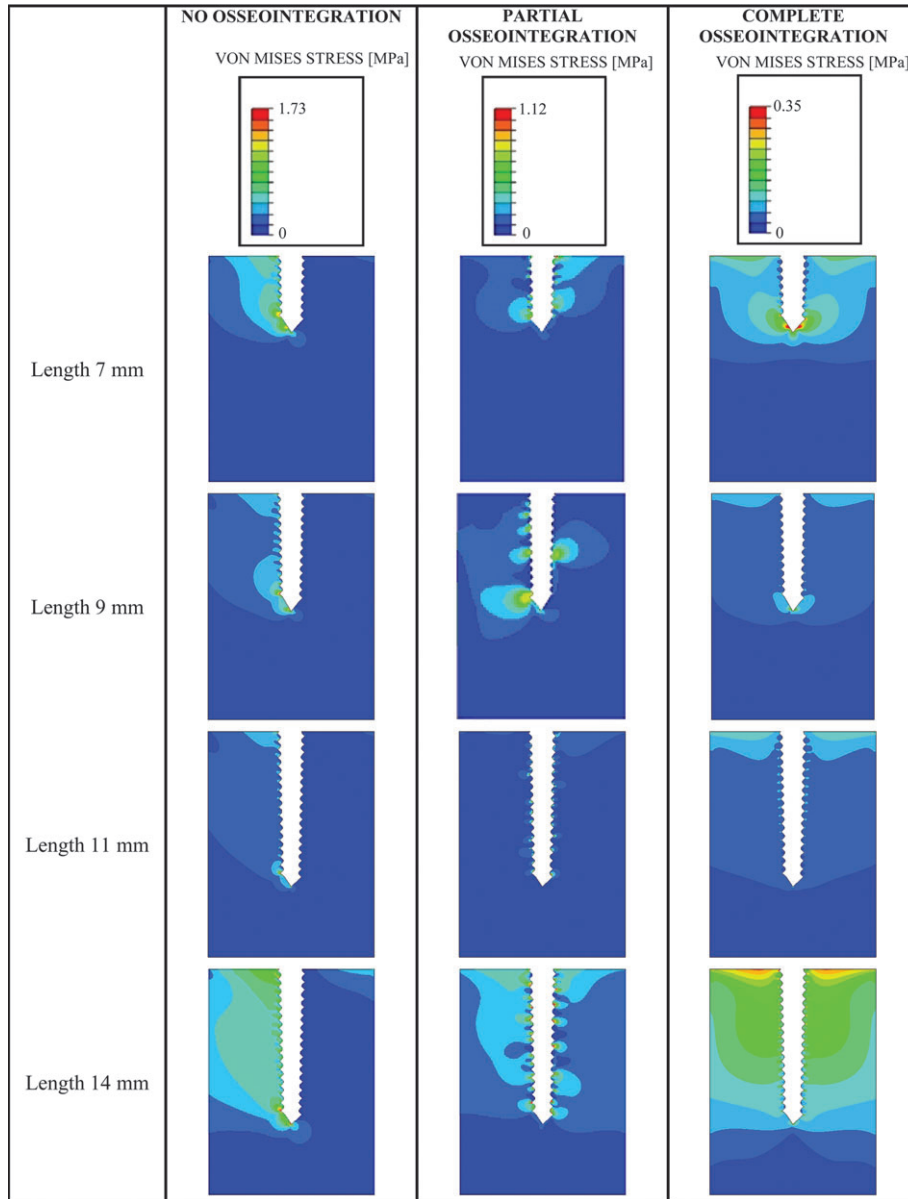 NO OSSEOINTEGRATION
VON MISES STRESS [MPa]
1.73
0
PARTIAL
OSSEOINTEGRATION
VON MISES STRESS [MPa]
1.12
0
COMPLETE
OSSEOINTEGRATION
VON MISES STRESS [MPa]
0.35
0
Length 7 mm
Length 9 mm
Length 11 mm
Length 14 mm